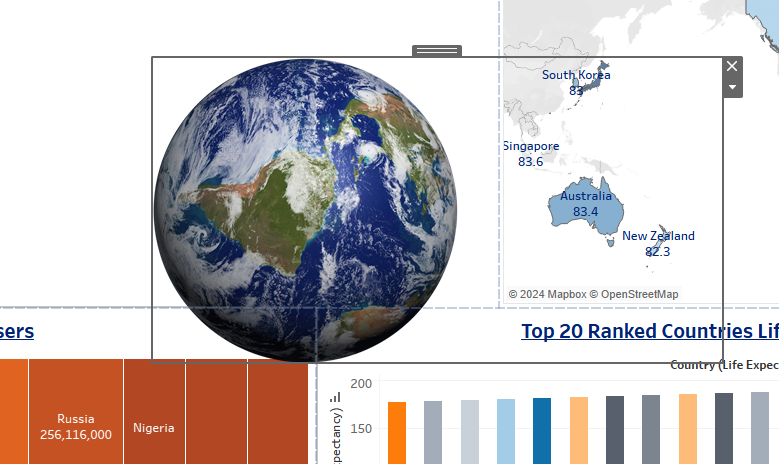 South Korea
83
Singapore
83.6
Australia
83.4
New Zealand
82.3
© 2024 Mapbox © OpenStreetMap
sers
Top 20 Ranked Countries Lif
Country (Life Expec
Russia
256,116,000
Nigeria
200
150
pectancy)